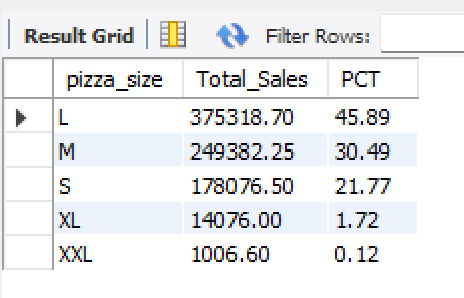 Result Grid Filter Rows:
pizza_size Total_Sales PCT
L 375318.70 45.89
M 249382.25 30.49
S 178076.50 21.77
XL 14076.00 1.72
XXL 1006.60 0.12